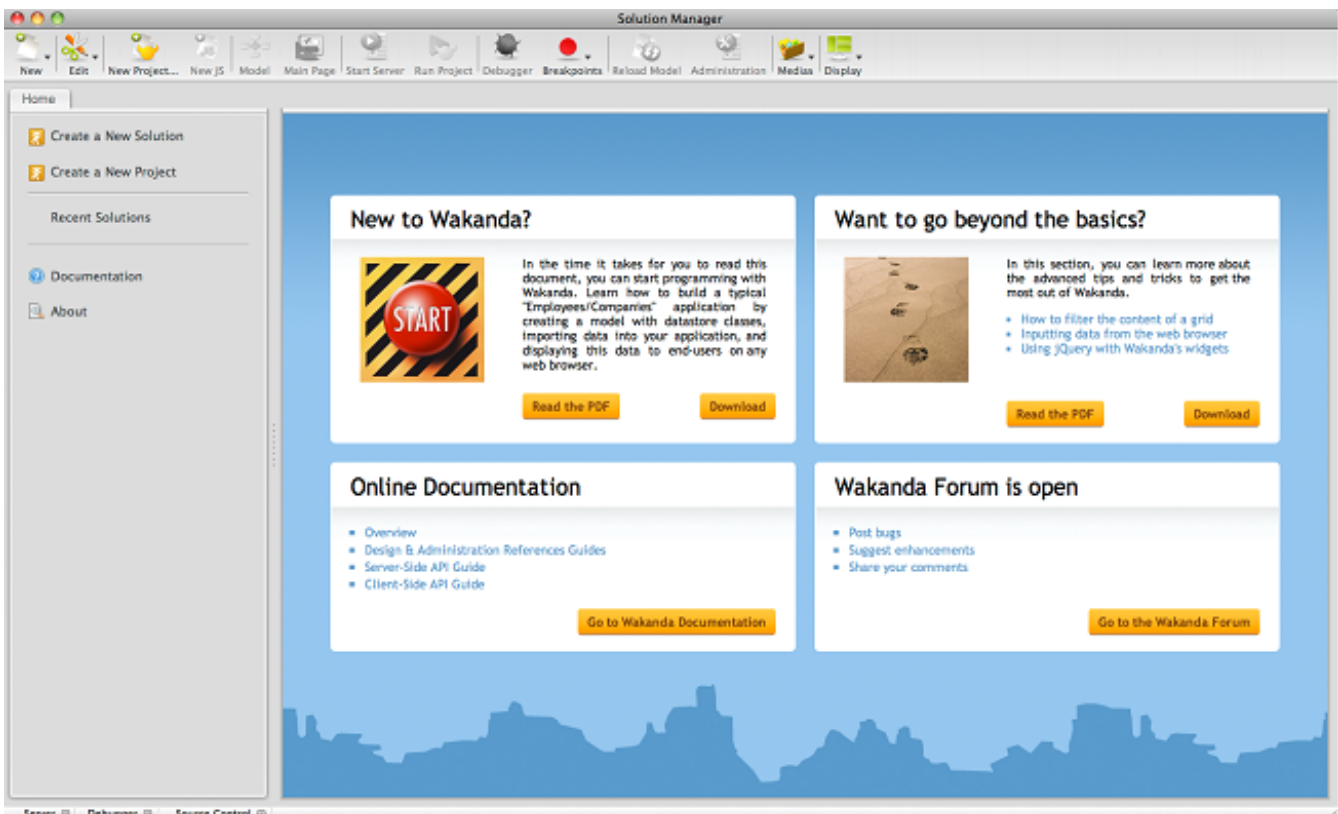 Solution Manager
New Edit New Project... New JS Model Main Page Start Server Run Project Debugger Breakpoints Reload Model Administration Medias Display
Home
Create a New Solution
Create a New Project
Recent Solutions
Documentation
About
New to Wakanda?
START
In the time it takes for you to read this
document, you can start programming with
Wakanda. Learn how to build a typical
"Employees/Companies" application by
creating a model with datastore classes,
importing data into your application, and
displaying this data to end-users on any
web browser.
Read the PDF Download
Want to go beyond the basics?
In this section, you can learn more about
the advanced tips and tricks to get the
most out of Wakanda.
How to filter the content of a grid
Inputting data from the web browser
Using jQuery with Wakanda's widgets
Read the PDF Download
Online Documentation
Overview
Design & Administration References Guides
Server-Side API Guide
Client-Side API Guide
Go to Wakanda Documentation
Wakanda Forum is open
Post bugs
Suggest enhancements
Share your comments
Go to the Wakanda Forum
Server Debugger Source Control